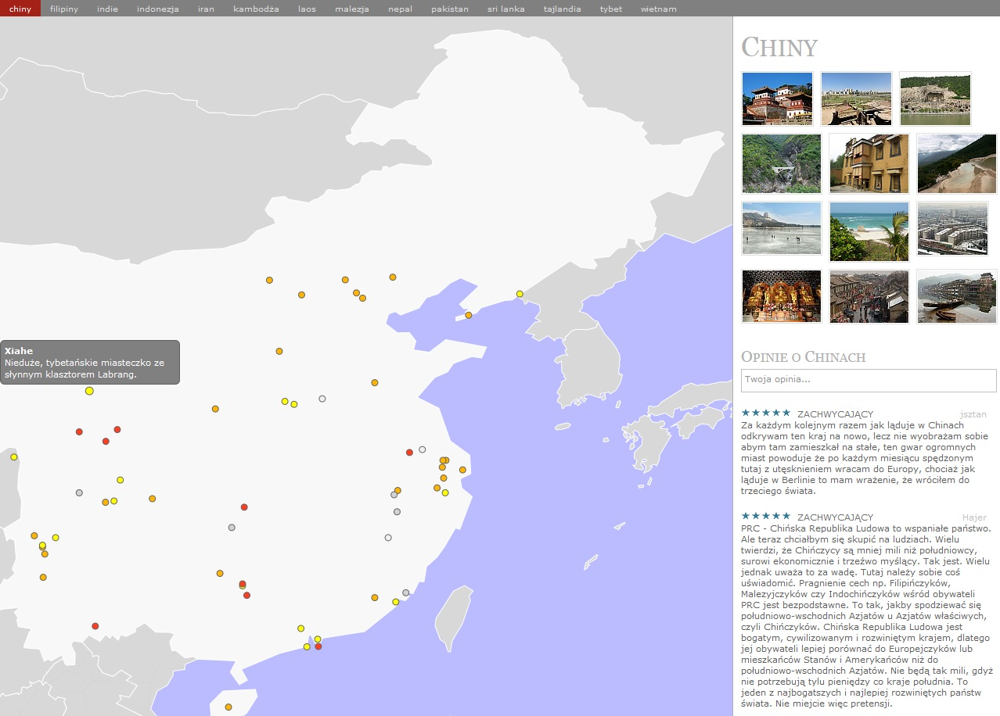 chiny filipiny indie indonezja iran kambodża laos malezja nepal pakistan sri lanka tajlandia tybet wietnam
Xiahe
Nieduże, tybetańskie miasteczko ze
słynnym klasztorem Labrang.
Chiny
Opinie o Chinach
Twoja opinia...
ZACHWYCAJĄCY jsztan
Za każdym kolejnym razem jak ląduje w Chinach
odkrywam ten kraj na nowo, lecz nie wyobrażam sobie
abym tam zamieszkał na stałe, ten gwar ogromnych
miast powoduje że po każdym miesiącu spędzonym
tutaj z utęsknieniem wracam do Europy, chociaż jak
ląduje w Berlinie to mam wrażenie, że wróciłem do
trzeciego świata.
ZACHWYCAJĄCY Hajer
PRC - Chińska Republika Ludowa to wspaniałe państwo.
Ale teraz chciałbym się skupić na ludziach. Wielu
twierdzi, że Chińczycy są mniej mili niż południowcy,
surowi ekonomicznie i trzeźwo myślący. Tak jest. Wielu
jednak uważa to za wadę. Tutaj należy sobie coś
uświadomić. Pragnienie cech np. Filipińczyków,
Malezyjczyków czy Indochińczyków wśród obywateli
PRC jest bezpodstawne. To tak, jakby spodziewać się
południowo-wschodnich Azjatów u Azjatów właściwych,
czyli Chińczyków. Chińska Republika Ludowa jest
bogatym, cywilizowanym i rozwiniętym krajem, dlatego
jej obywateli lepiej porównać do Europejczyków lub
mieszkańców Stanów i Amerykańców niż do
południowo-wschodnich Azjatów. Nie będą tak mili, gdyż
nie potrzebują tylu pieniędzy co kraje południa. To
jeden z najbogatszych i najlepiej rozwiniętych państw
świata. Nie miejcie więc pretensji.